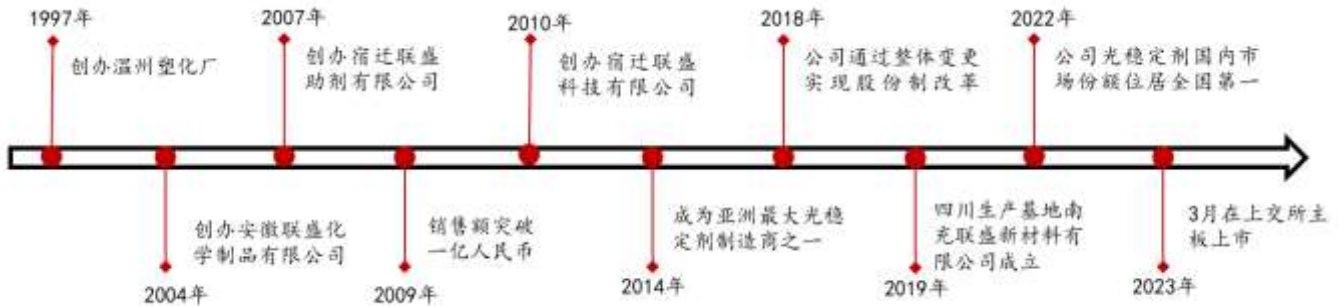 1997年
创办温州塑化厂
2007年
创办宿迁联盛
助剂有限公司
2010年
创办宿迁联盛
科技有限公司
2018年
公司通过整体变更
实现股份制改革
2022年
公司光稳定剂国内市
场份额位居全国第一
创办安徽联盛化
学制品有限公司
2004年
销售额突破
一亿人民币
2009年
成为亚洲最大光稳
定剂制造商之一
2014年
四川生产基地南
充联盛新材料有
限公司成立
2019年
3月在上交所主
板上市
2023年